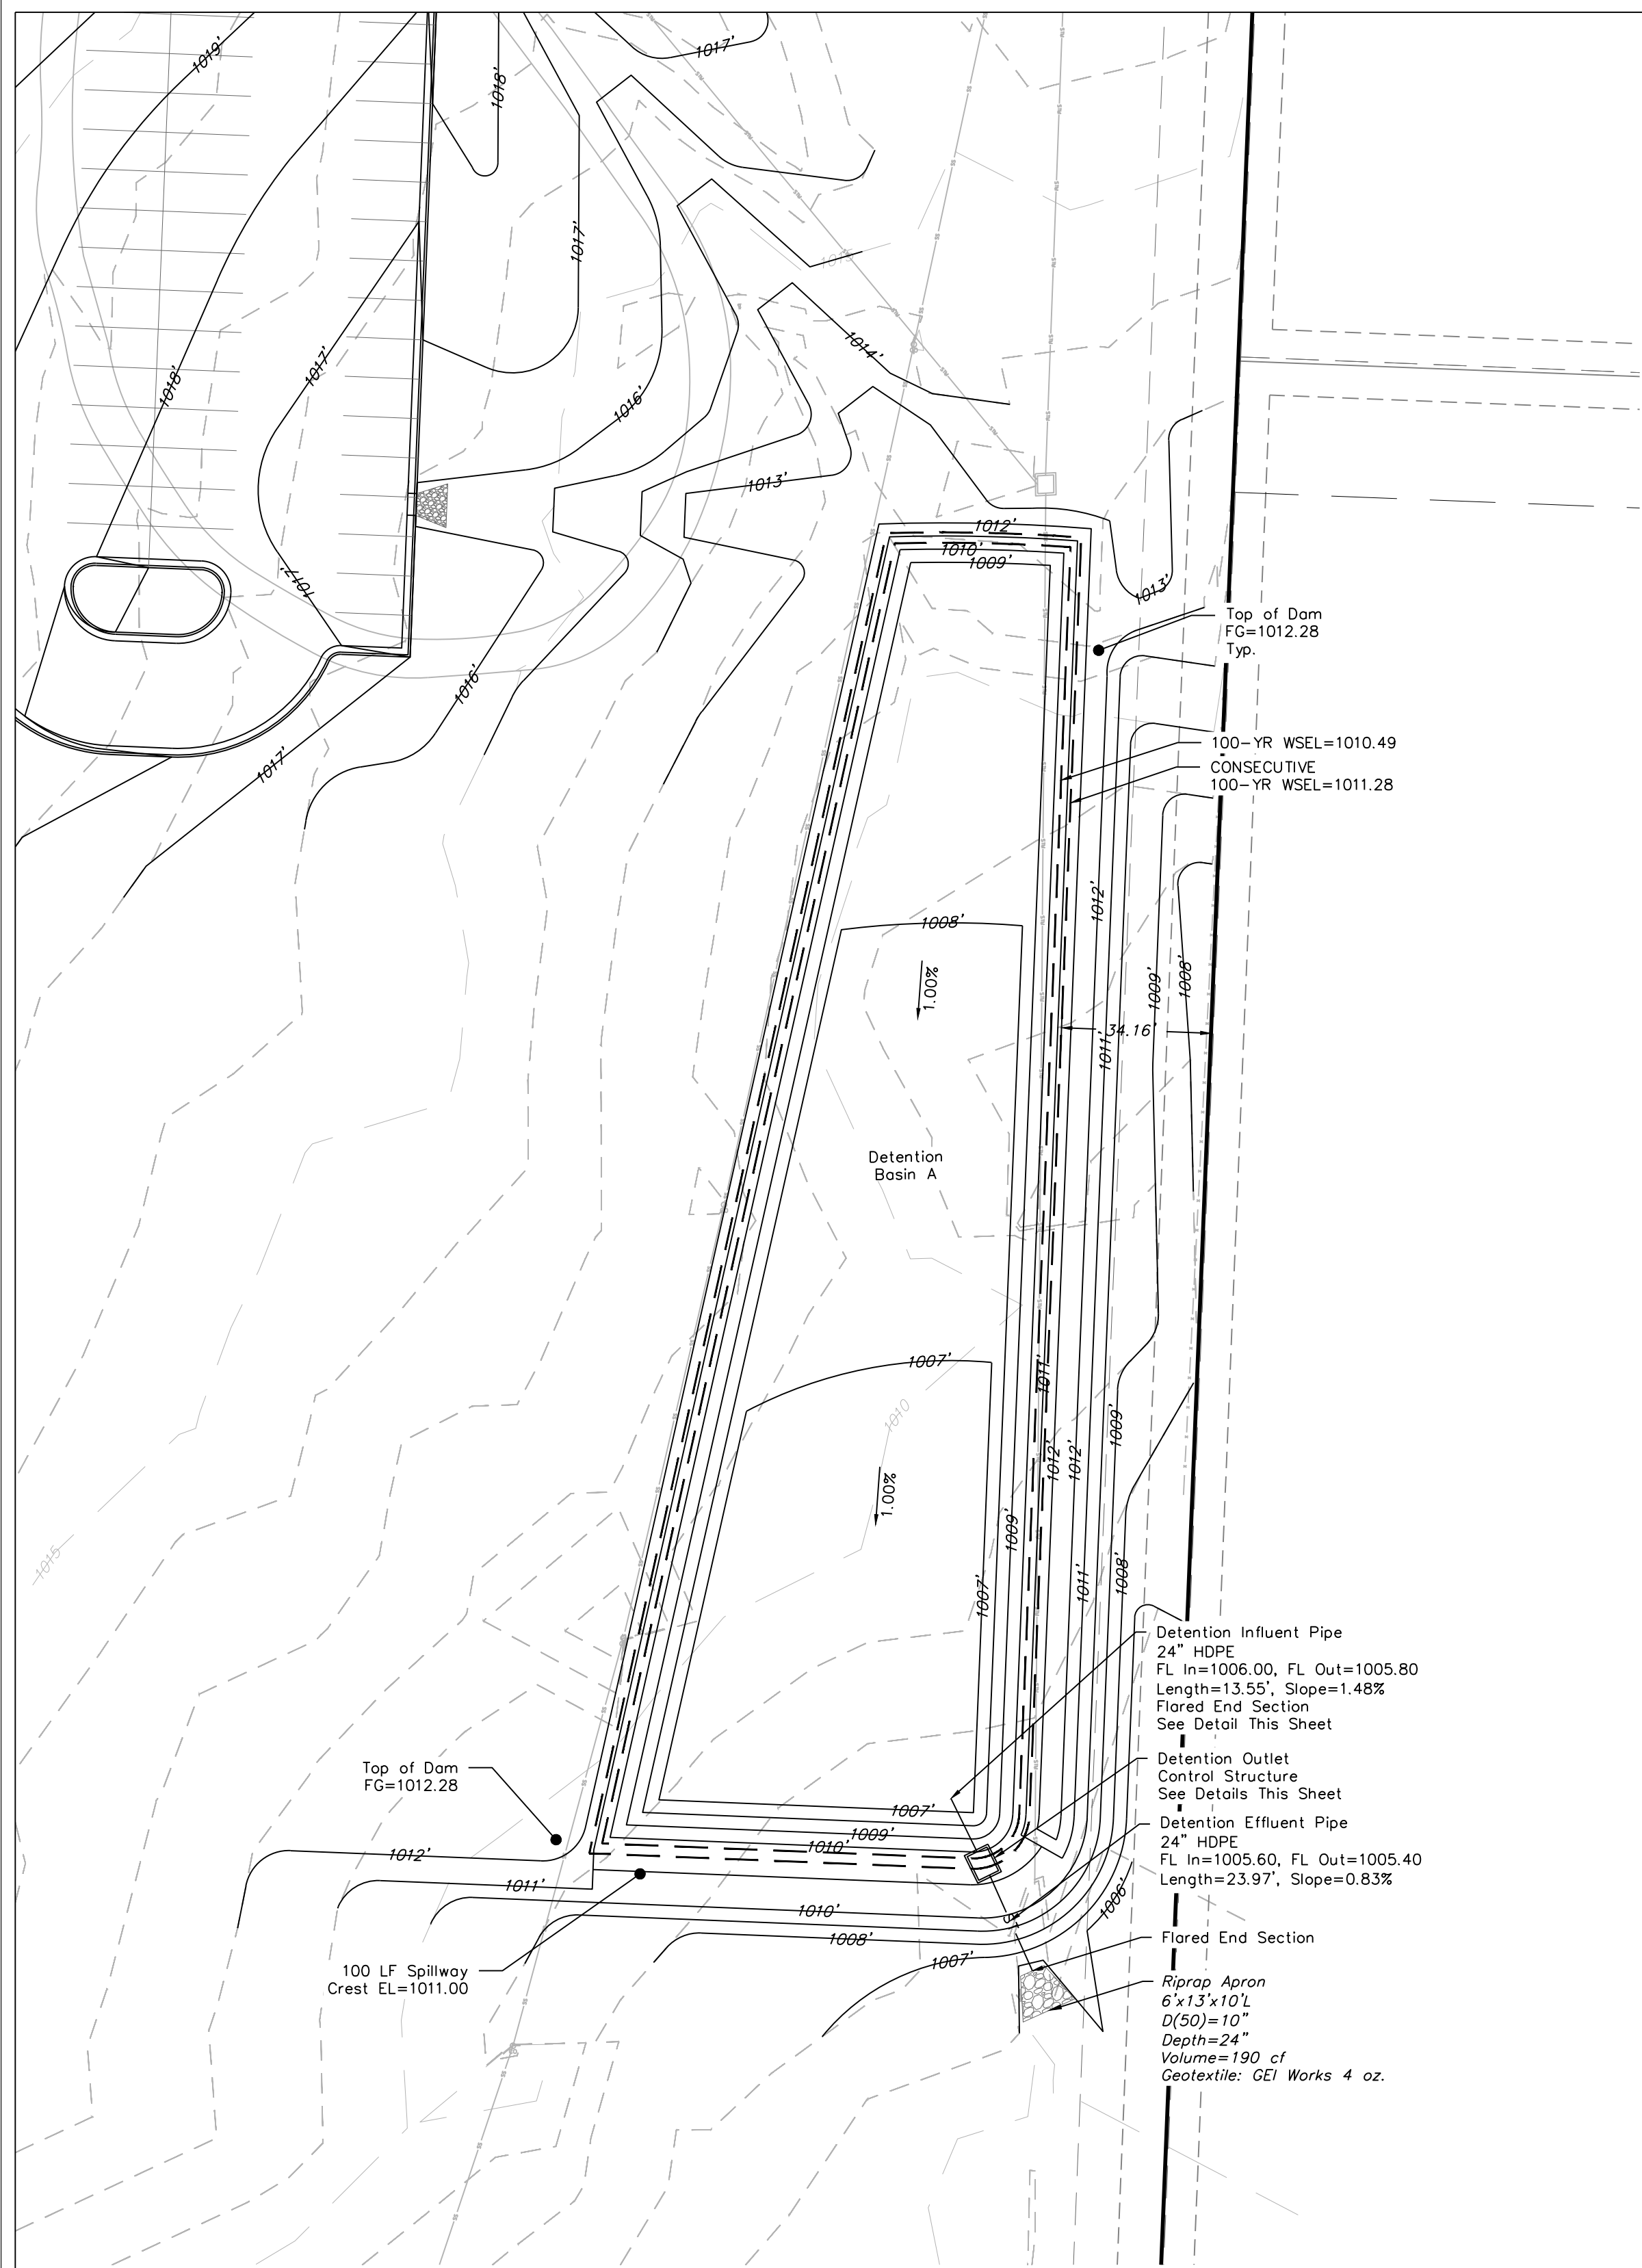 1019'
1018'
1017'
1017'
1015
1014'
1017'
1018'
1016'
1013'
1012'
1010'
1009'
1017'
1013'
Top of Dam
FG=1012.28
Typ.
1016'
1017'
100-YR WSEL=1010.49
CONSECUTIVE
100-YR WSEL=1011.28
1012'
1008'
1009'
1008'
1.00%
34.16'
1011'
Detention
Basin A
1007'
1011'
1010
1009'
1012'
1012'
1.00%
1009'
1015
1011'
1008'
1007'
Detention Influent Pipe
24" HDPE
FL In=1006.00, FL Out=1005.80
Length=13.55', Slope=1.48%
Flared End Section
See Detail This Sheet
Top of Dam
FG=1012.28
Detention Outlet
Control Structure
See Details This Sheet
1007'
1009'
1010'
Detention Effluent Pipe
24" HDPE
FL In=1005.60, FL Out=1005.40
Length=23.97', Slope=0.83%
1012'
1011'
1010'
1006'
1008'
1007'
Flared End Section
100 LF Spillway
Crest EL=1011.00
Riprap Apron
6'x13'x10'L
D(50)=10"
Depth=24"
Volume=190 cf
Geotextile: GEI Works 4 oz.